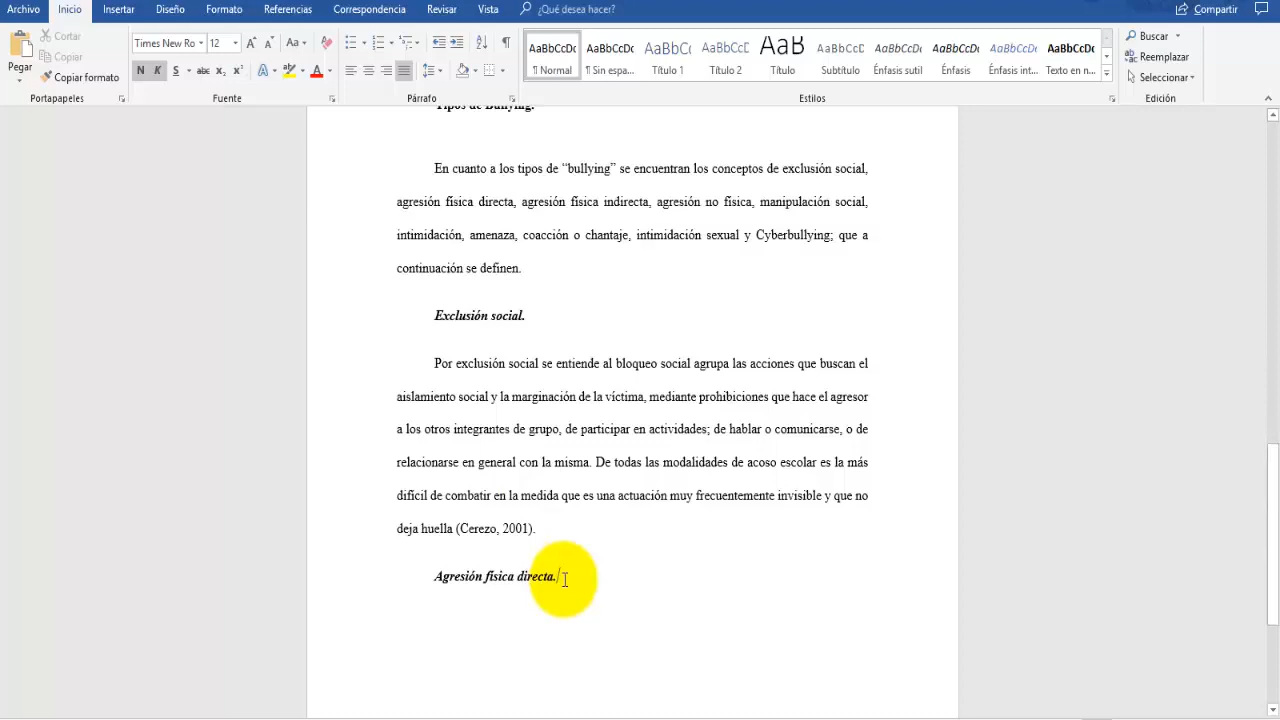 Archivo Inicio Insertar Diseño Formato Referencias Correspondencia Revisar Vista ¿Qué desea hacer? Compartir
Pegar
Cortar
Copiar
Copiar formato
Portapapeles
Times New Ro 12 Aa
N K S abc x₂ x² A A
Fuente
Párrafo
AaBbCcDc AaBbCcDc AaBbCc AaBbCcD AaB AaBbCcD AaBbCcDc AaBbCcDc AaBbCcDc AaBbCcDc
¶ Normal ¶ Sin espa... Título 1 Título 2 Título Subtítulo Énfasis sutil Énfasis Énfasis int... Texto en n...
Estilos
Buscar
Reemplazar
Seleccionar
Edición
Tipos de Bullying.
En cuanto a los tipos de “bullying” se encuentran los conceptos de exclusión social,
agresión física directa, agresión física indirecta, agresión no física, manipulación social,
intimidación, amenaza, coacción o chantaje, intimidación sexual y Cyberbullying; que a
continuación se definen.
Exclusión social.
Por exclusión social se entiende al bloqueo social agrupa las acciones que buscan el
aislamiento social y la marginación de la víctima, mediante prohibiciones que hace el agresor
a los otros integrantes de grupo, de participar en actividades; de hablar o comunicarse, o de
relacionarse en general con la misma. De todas las modalidades de acoso escolar es la más
difícil de combatir en la medida que es una actuación muy frecuentemente invisible y que no
deja huella (Cerezo, 2001).
Agresión física directa.